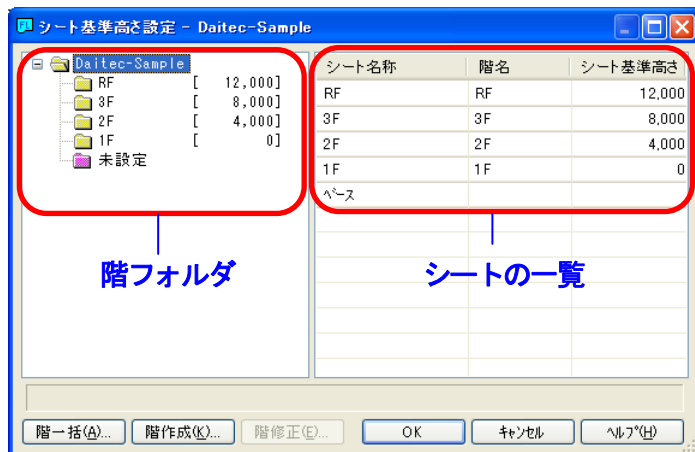 シート基準高さ設定 - Daitec-Sample
Daitec-Sample
RF [ 12,000]
3F [ 8,000]
2F [ 4,000]
1F [ 0]
未設定
シート名称 階名 シート基準高さ
RF RF 12,000
3F 3F 8,000
2F 2F 4,000
1F 1F 0
ﾍﾞｰｽ
階フォルダ
シートの一覧
階一括(A)... 階作成(K)... 階修正(E)... OK ｷｬﾝｾﾙ ﾍﾙﾌﾟ(H)